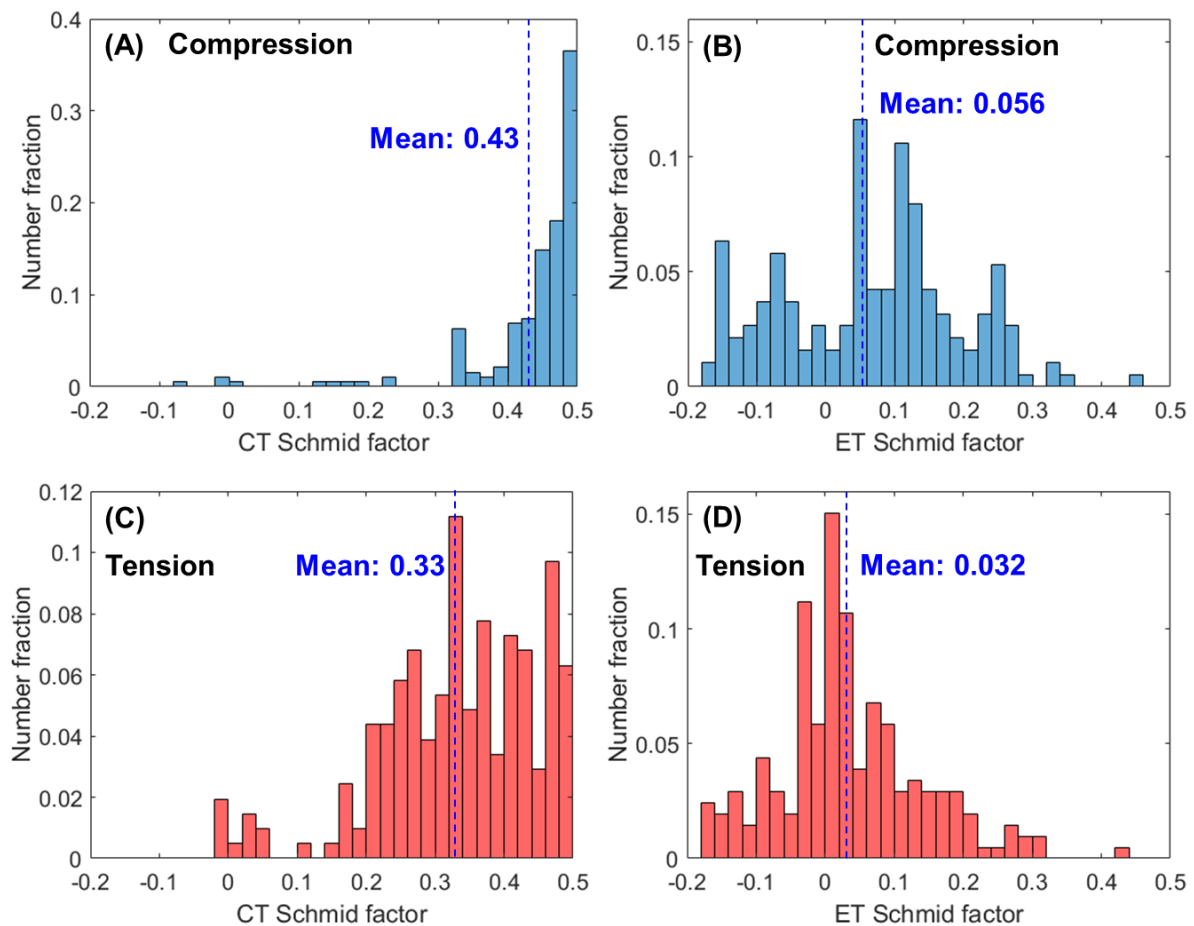 (A) Compression
Mean: 0.43
Number fraction
0.4
0.3
0.2
0.1
0
-0.2 -0.1 0 0.1 0.2 0.3 0.4 0.5
CT Schmid factor
(B) Compression
Mean: 0.056
Number fraction
0.15
0.1
0.05
0
-0.2 -0.1 0 0.1 0.2 0.3 0.4 0.5
ET Schmid factor
(C)
Tension
Mean: 0.33
Number fraction
0.12
0.1
0.08
0.06
0.04
0.02
0
-0.2 -0.1 0 0.1 0.2 0.3 0.4 0.5
CT Schmid factor
(D)
Tension
Mean: 0.032
Number fraction
0.15
0.1
0.05
0
-0.2 -0.1 0 0.1 0.2 0.3 0.4 0.5
ET Schmid factor